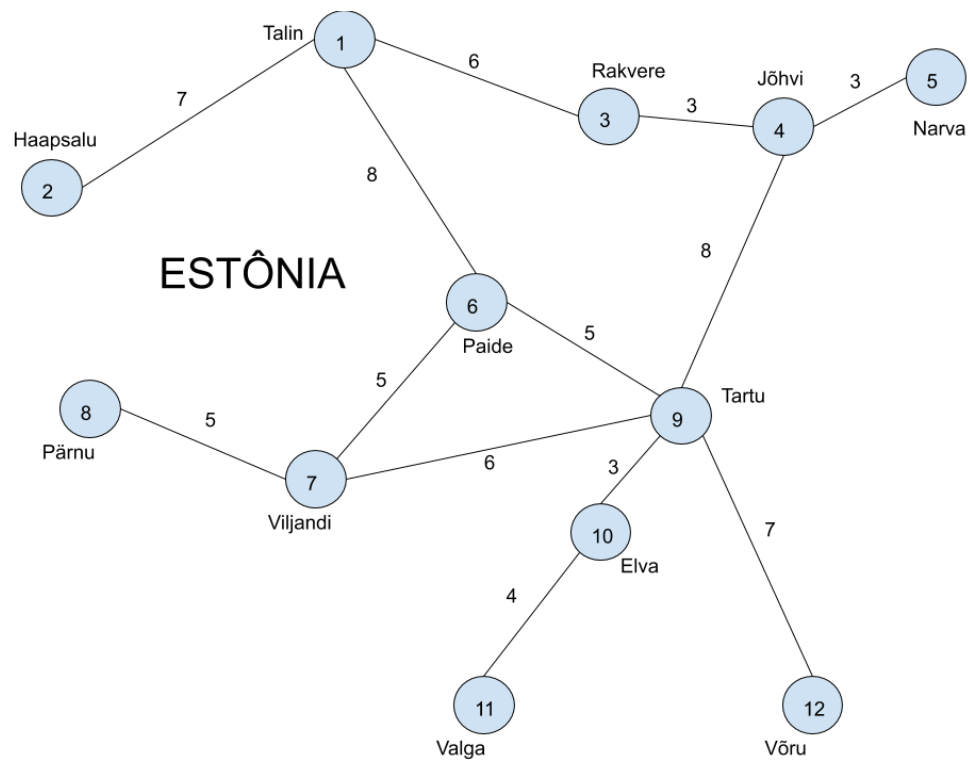 Talin
1
6
Rakvere
3
3
Jõhvi
4
3
5
Narva
7
Haapsalu
2
8
ESTÔNIA
8
6
Paide
5
5
8
Pärnu
5
7
Viljandi
6
9
Tartu
3
10
Elva
7
4
11
Valga
12
Võru